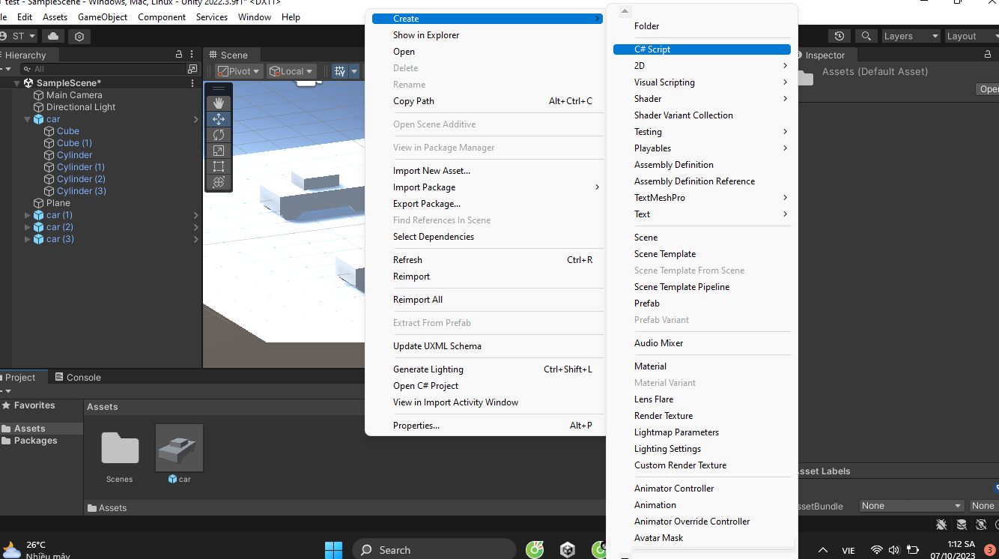 test - SampleScene - Windows, Mac, Linux - Unity 2022.3.9f1* <DX11>
Edit Assets GameObject Component Services Window Help
ST
Layers
Layout
Hierarchy
All
SampleScene*
Main Camera
Directional Light
car
Cube
Cube (1)
Cylinder
Cylinder (1)
Cylinder (2)
Cylinder (3)
Plane
car (1)
car (2)
car (3)
Scene
Pivot
Local
Create
Show in Explorer
Open
Delete
Rename
Copy Path Alt+Ctrl+C
Open Scene Additive
View in Package Manager
Import New Asset...
Import Package
Export Package...
Find References In Scene
Select Dependencies
Refresh Ctrl+R
Reimport
Reimport All
Extract From Prefab
Update UXML Schema
Generate Lighting Ctrl+Shift+L
Open C# Project
View in Import Activity Window
Properties... Alt+P
Folder
C# Script
2D
Visual Scripting
Shader
Shader Variant Collection
Testing
Playables
Assembly Definition
Assembly Definition Reference
TextMeshPro
Text
Scene
Scene Template
Scene Template From Scene
Scene Template Pipeline
Prefab
Prefab Variant
Audio Mixer
Material
Material Variant
Lens Flare
Render Texture
Lightmap Parameters
Lighting Settings
Custom Render Texture
Animator Controller
Animation
Animator Override Controller
Avatar Mask
Inspector
Assets (Default Asset)
Open
Asset Labels
AssetBundle None None
Project Console
Favorites
Assets
Packages
Assets
Scenes
car
Assets
26°C
Nhiều mây
Search
VIE
1:12 SA
07/10/2023
3